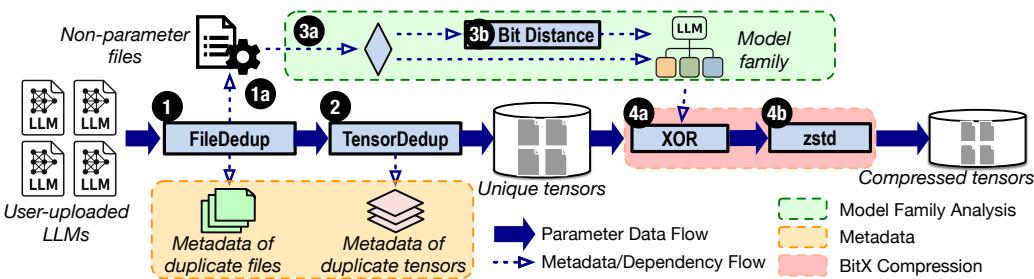 Non-parameter
files
3a
3b Bit Distance
LLM
Model
family
1a
LLM
LLM
LLM
LLM
1
FileDedup
2
TensorDedup
4a
XOR
4b
zstd
User-uploaded
LLMs
Unique tensors
Compressed tensors
Metadata of
duplicate files
Metadata of
duplicate tensors
Parameter Data Flow
Metadata/Dependency Flow
Model Family Analysis
Metadata
BitX Compression